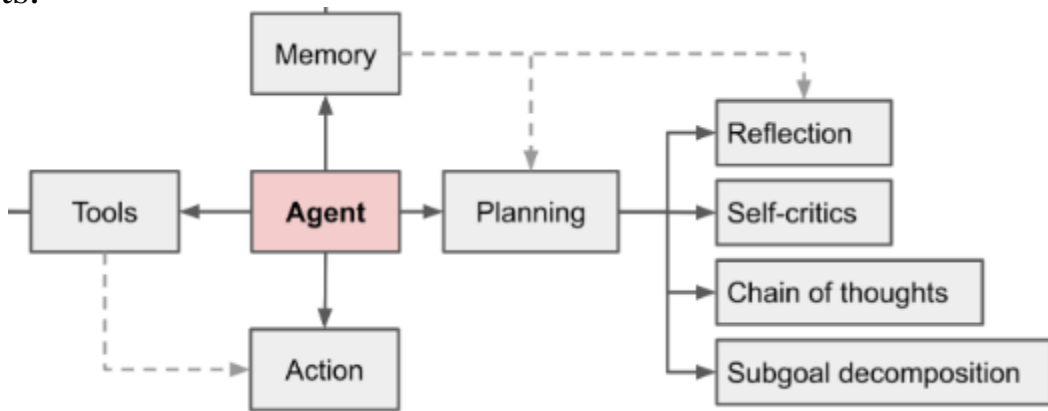 Memory
Reflection
Tools
Agent
Planning
Self-critics
Chain of thoughts
Action
Subgoal decomposition